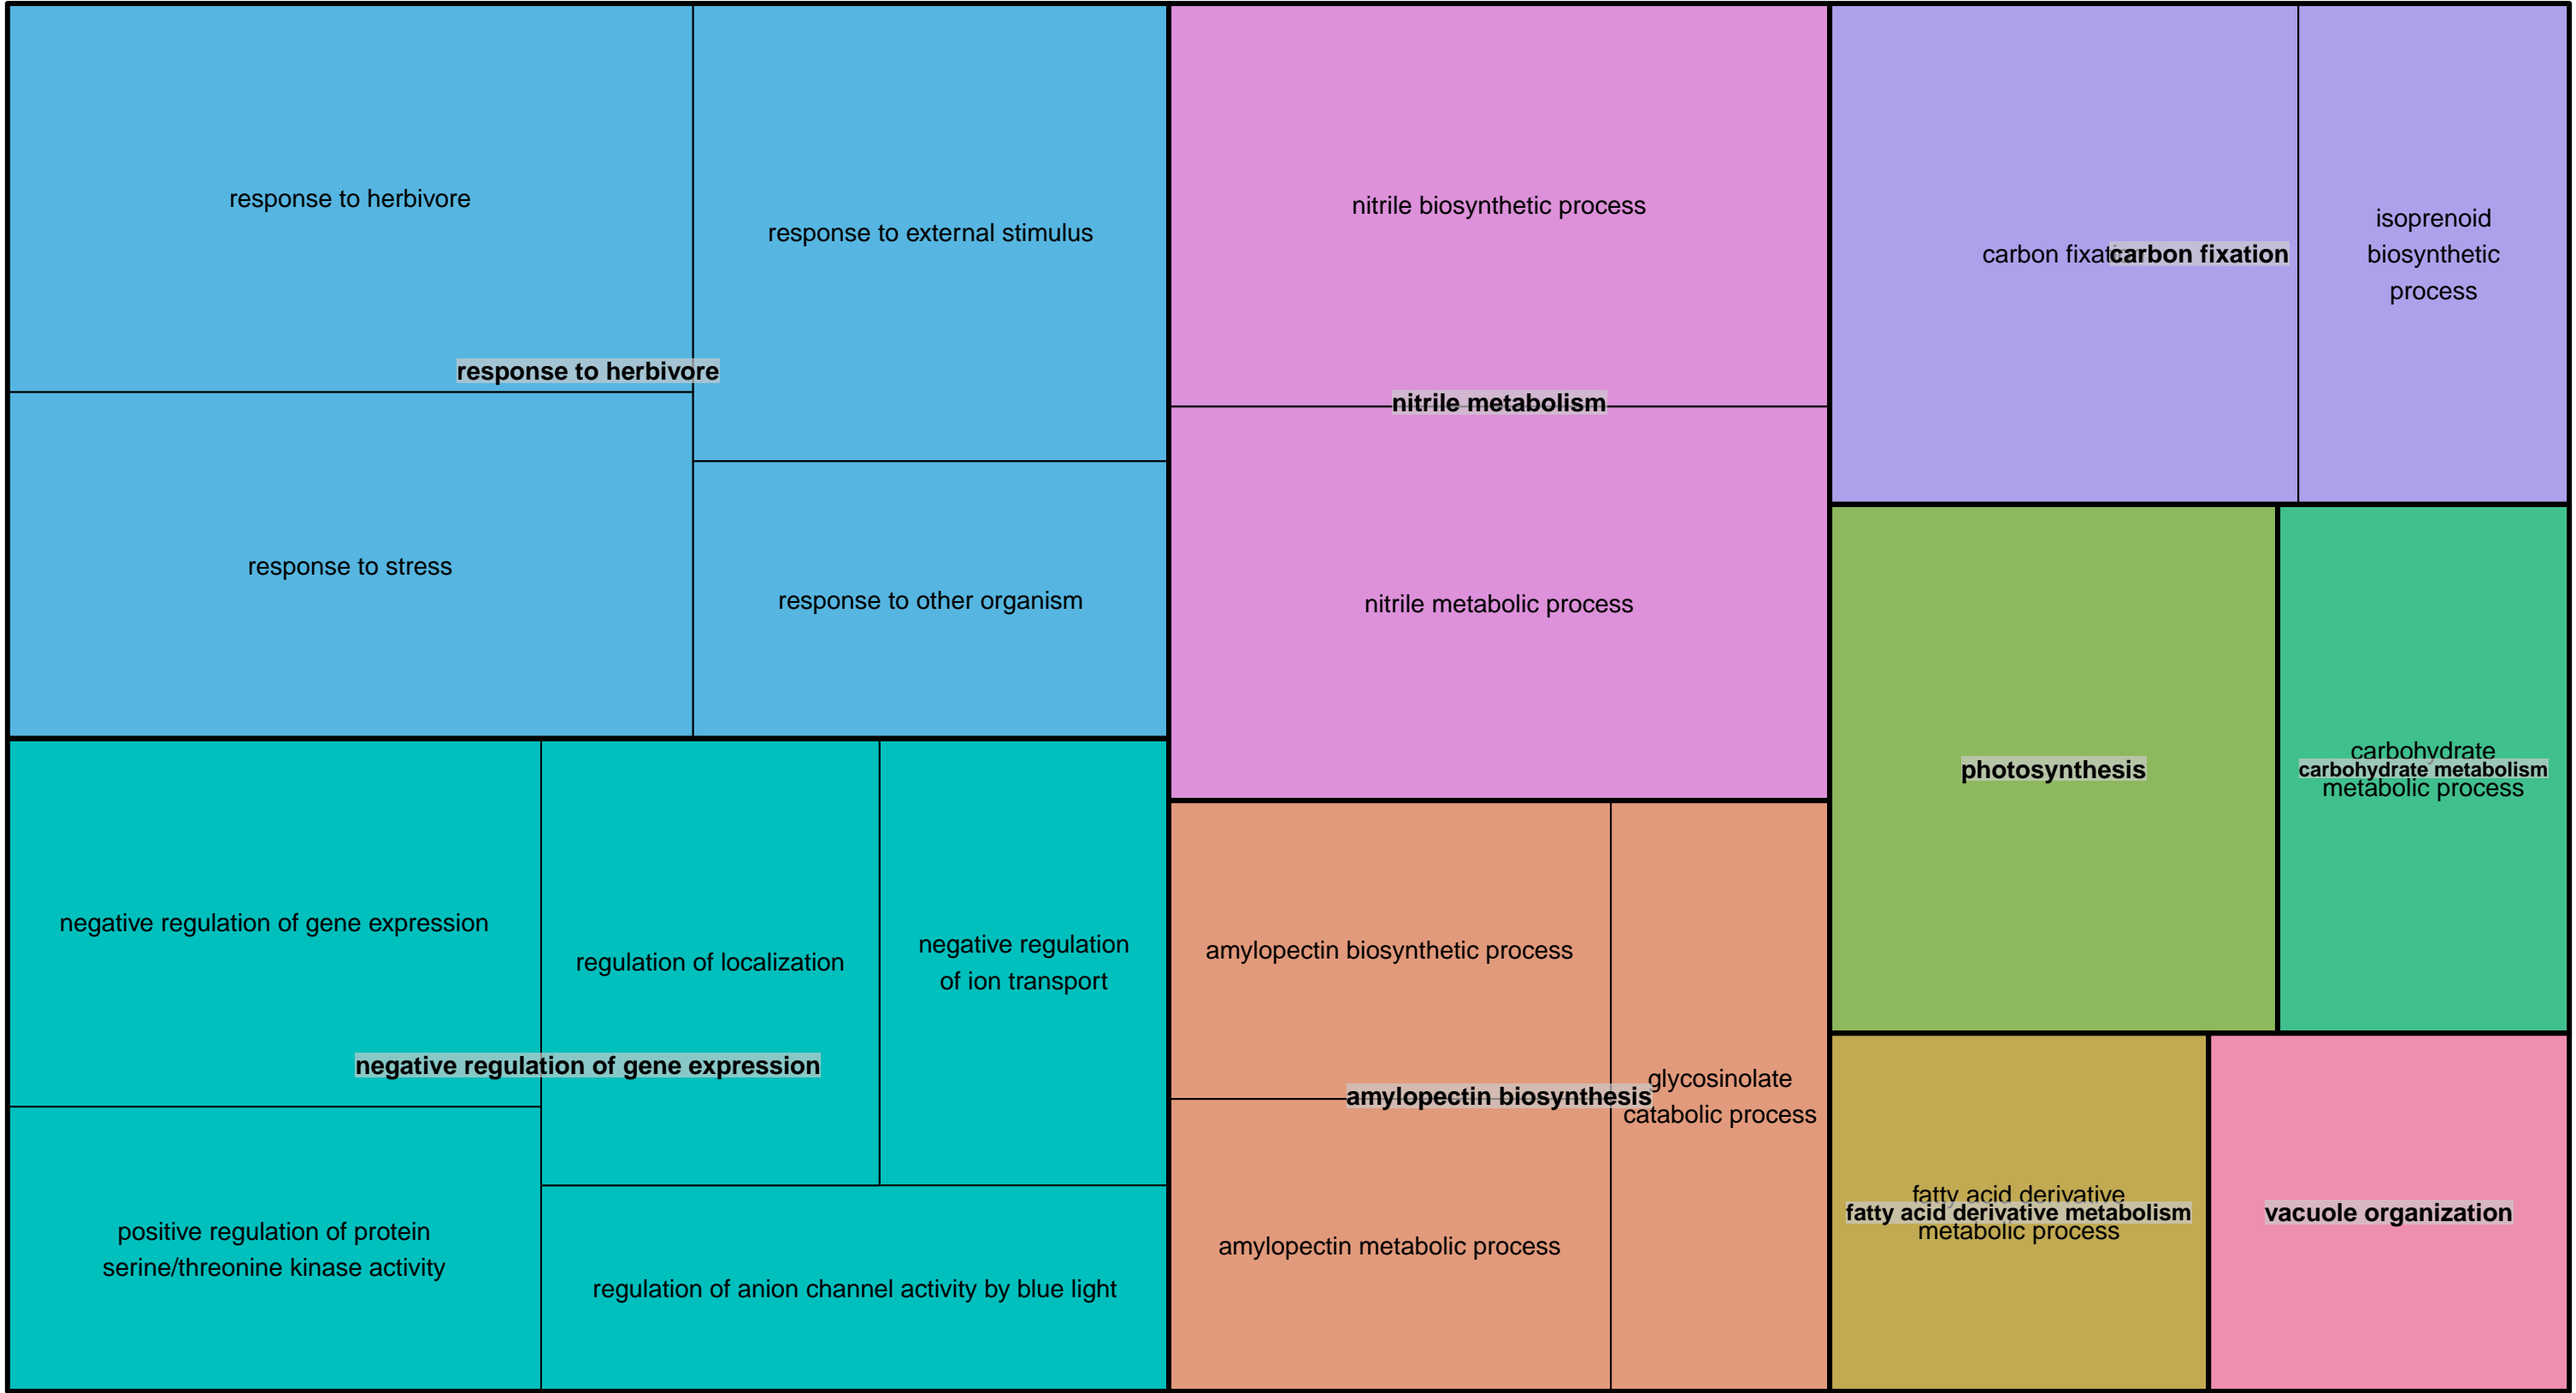 response to herbivore
response to external stimulus
response to herbivore
response to stress
response to other organism
negative regulation of gene expression
regulation of localization
negative regulation
of ion transport
negative regulation of gene expression
positive regulation of protein
serine/threonine kinase activity
regulation of anion channel activity by blue light
nitrile biosynthetic process
nitrile metabolism
nitrile metabolic process
amylopectin biosynthetic process
glycosinolate
catabolic process
amylopectin biosynthesis
amylopectin metabolic process
carbon fixation
carbon fixation
isoprenoid
biosynthetic
process
photosynthesis
carbohydrate
carbohydrate metabolism
metabolic process
fatty acid derivative
fatty acid derivative metabolism
metabolic process
vacuole organization